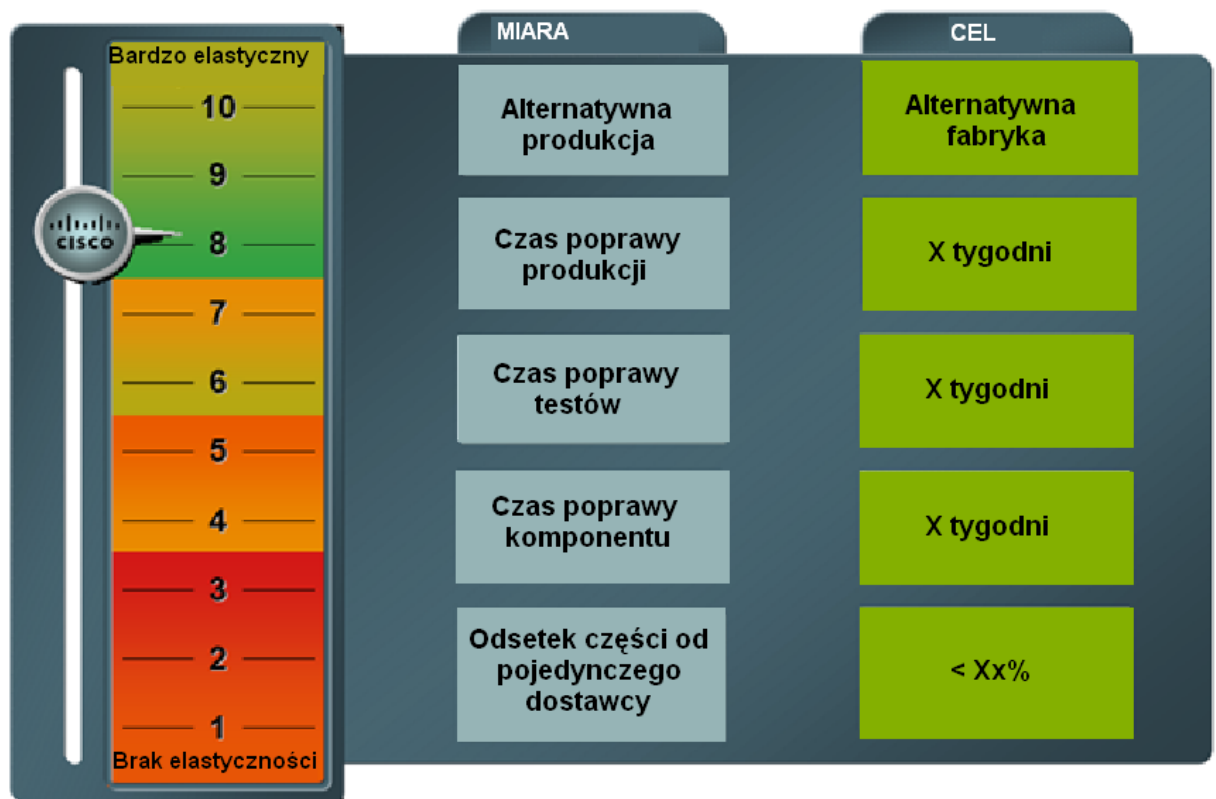 Bardzo elastyczny
10
9
8
7
6
5
4
3
2
1
Brak elastyczności
CISCO
MIARA
CEL
Alternatywna
produkcja
Alternatywna
fabryka
Czas poprawy
produkcji
X tygodni
Czas poprawy
testów
X tygodni
Czas poprawy
komponentu
X tygodni
Odsetek części od
pojedynczego
dostawcy
< Xx%